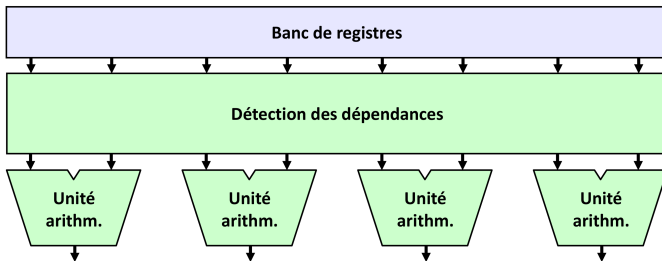 Banc de registres
Détection des dépendances
Unité
arithm.
Unité
arithm.
Unité
arithm.
Unité
arithm.